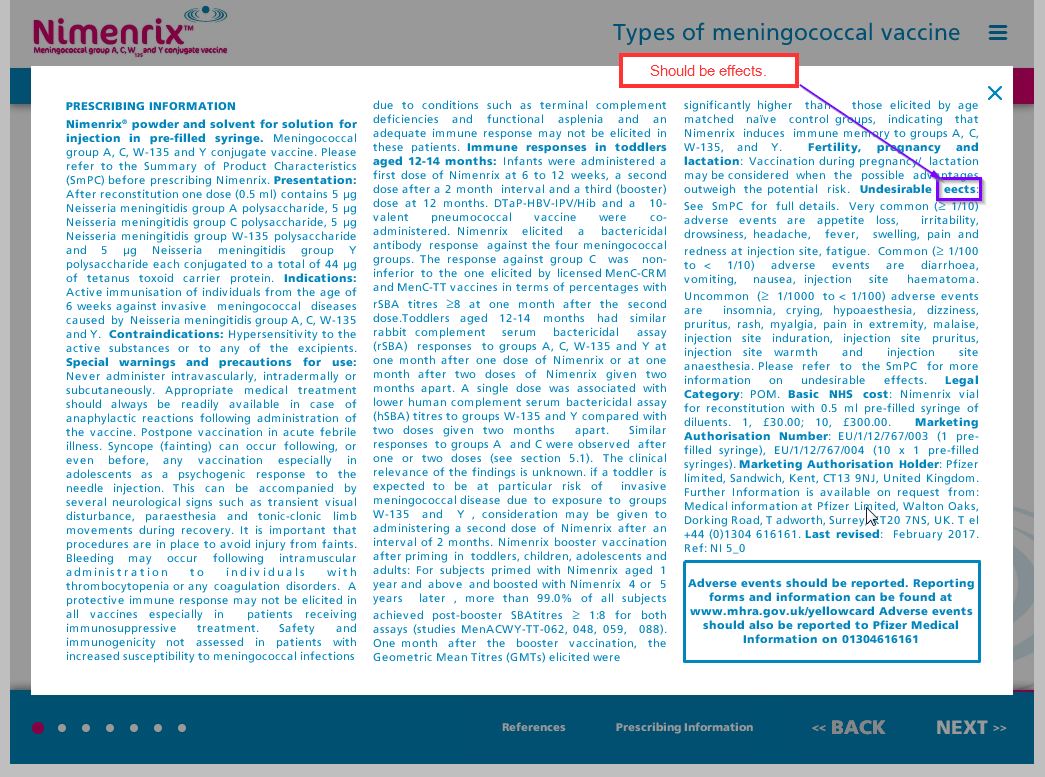 Nimenrix™
Meningococcal group A, C, W135 and Y conjugate vaccine
Types of meningococcal vaccine
Should be effects.
PRESCRIBING INFORMATION
Nimenrix® powder and solvent for solution for
injection in pre-filled syringe. Meningococcal
group A, C, W-135 and Y conjugate vaccine. Please
refer to the Summary of Product Characteristics
(SmPC) before prescribing Nimenrix. Presentation:
After reconstitution one dose (0.5 ml) contains 5 µg
Neisseria meningitidis group A polysaccharide, 5 µg
Neisseria meningitidis group C polysaccharide, 5 µg
Neisseria meningitidis group W-135 polysaccharide
and 5 µg Neisseria meningitidis group Y
polysaccharide each conjugated to a total of 44 µg
of tetanus toxoid carrier protein. Indications:
Active immunisation of individuals from the age of
6 weeks against invasive meningococcal diseases
caused by Neisseria meningitidis group A, C, W-135
and Y. Contraindications: Hypersensitivity to the
active substances or to any of the excipients.
Special warnings and precautions for use:
Never administer intravascularly, intradermally or
subcutaneously. Appropriate medical treatment
should always be readily available in case of
anaphylactic reactions following administration of
the vaccine. Postpone vaccination in acute febrile
illness. Syncope (fainting) can occur following, or
even before, any vaccination especially in
adolescents as a psychogenic response to the
needle injection. This can be accompanied by
several neurological signs such as transient visual
disturbance, paraesthesia and tonic-clonic limb
movements during recovery. It is important that
procedures are in place to avoid injury from faints.
Bleeding may occur following intramuscular
administration to individuals with
thrombocytopenia or any coagulation disorders. A
protective immune response may not be elicited in
all vaccines especially in patients receiving
immunosuppressive treatment. Safety and
immunogenicity not assessed in patients with
increased susceptibility to meningococcal infections
due to conditions such as terminal complement
deficiencies and functional asplenia and an
adequate immune response may not be elicited in
these patients. Immune responses in toddlers
aged 12-14 months: Infants were administered a
first dose of Nimenrix at 6 to 12 weeks, a second
dose after a 2 month interval and a third (booster)
dose at 12 months. DTaP-HBV-IPV/Hib and a 10-
valent pneumococcal vaccine were co-
administered. Nimenrix elicited a bactericidal
antibody response against the four meningococcal
groups. The response against group C was non-
inferior to the one elicited by licensed MenC-CRM
and MenC-TT vaccines in terms of percentages with
rSBA titres ≥8 at one month after the second
dose.Toddlers aged 12-14 months had similar
rabbit complement serum bactericidal assay
(rSBA) responses to groups A, C, W-135 and Y at
one month after one dose of Nimenrix or at one
month after two doses of Nimenrix given two
months apart. A single dose was associated with
lower human complement serum bactericidal assay
(hSBA) titres to groups W-135 and Y compared with
two doses given two months apart. Similar
responses to groups A and C were observed after
one or two doses (see section 5.1). The clinical
relevance of the findings is unknown. if a toddler is
expected to be at particular risk of invasive
meningococcal disease due to exposure to groups
W-135 and Y , consideration may be given to
administering a second dose of Nimenrix after an
interval of 2 months. Nimenrix booster vaccination
after priming in toddlers, children, adolescents and
adults: For subjects primed with Nimenrix aged 1
year and above and boosted with Nimenrix 4 or 5
years later , more than 99.0% of all subjects
achieved post-booster SBAtitres ≥ 1:8 for both
assays (studies MenACWY-TT-062, 048, 059, 088).
One month after the booster vaccination, the
Geometric Mean Titres (GMTs) elicited were
significantly higher than those elicited by age
matched naïve control groups, indicating that
Nimenrix induces immune memory to groups A, C,
W-135, and Y. Fertility, pregnancy and
lactation: Vaccination during pregnancy/ lactation
may be considered when the possible advantages
outweigh the potential risk. Undesirable eects:
See SmPC for full details. Very common (≥ 1/10)
adverse events are appetite loss, irritability,
drowsiness, headache, fever, swelling, pain and
redness at injection site, fatigue. Common (≥ 1/100
to < 1/10) adverse events are diarrhoea,
vomiting, nausea, injection site haematoma.
Uncommon (≥ 1/1000 to < 1/100) adverse events
are insomnia, crying, hypoaesthesia, dizziness,
pruritus, rash, myalgia, pain in extremity, malaise,
injection site induration, injection site pruritus,
injection site warmth and injection site
anaesthesia. Please refer to the SmPC for more
information on undesirable effects. Legal
Category: POM. Basic NHS cost: Nimenrix vial
for reconstitution with 0.5 ml pre-filled syringe of
diluents. 1, £30.00; 10, £300.00. Marketing
Authorisation Number: EU/1/12/767/003 (1 pre-
filled syringe), EU/1/12/767/004 (10 x 1 pre-filled
syringes). Marketing Authorisation Holder: Pfizer
limited, Sandwich, Kent, CT13 9NJ, United Kingdom.
Further Information is available on request from:
Medical information at Pfizer Limited, Walton Oaks,
Dorking Road, T adworth, Surrey, KT20 7NS, UK. T el
+44 (0)1304 616161. Last revised: February 2017.
Ref: NI 5_0
Adverse events should be reported. Reporting
forms and information can be found at
www.mhra.gov.uk/yellowcard Adverse events
should also be reported to Pfizer Medical
Information on 01304616161
References
Prescribing Information
<< BACK
NEXT >>